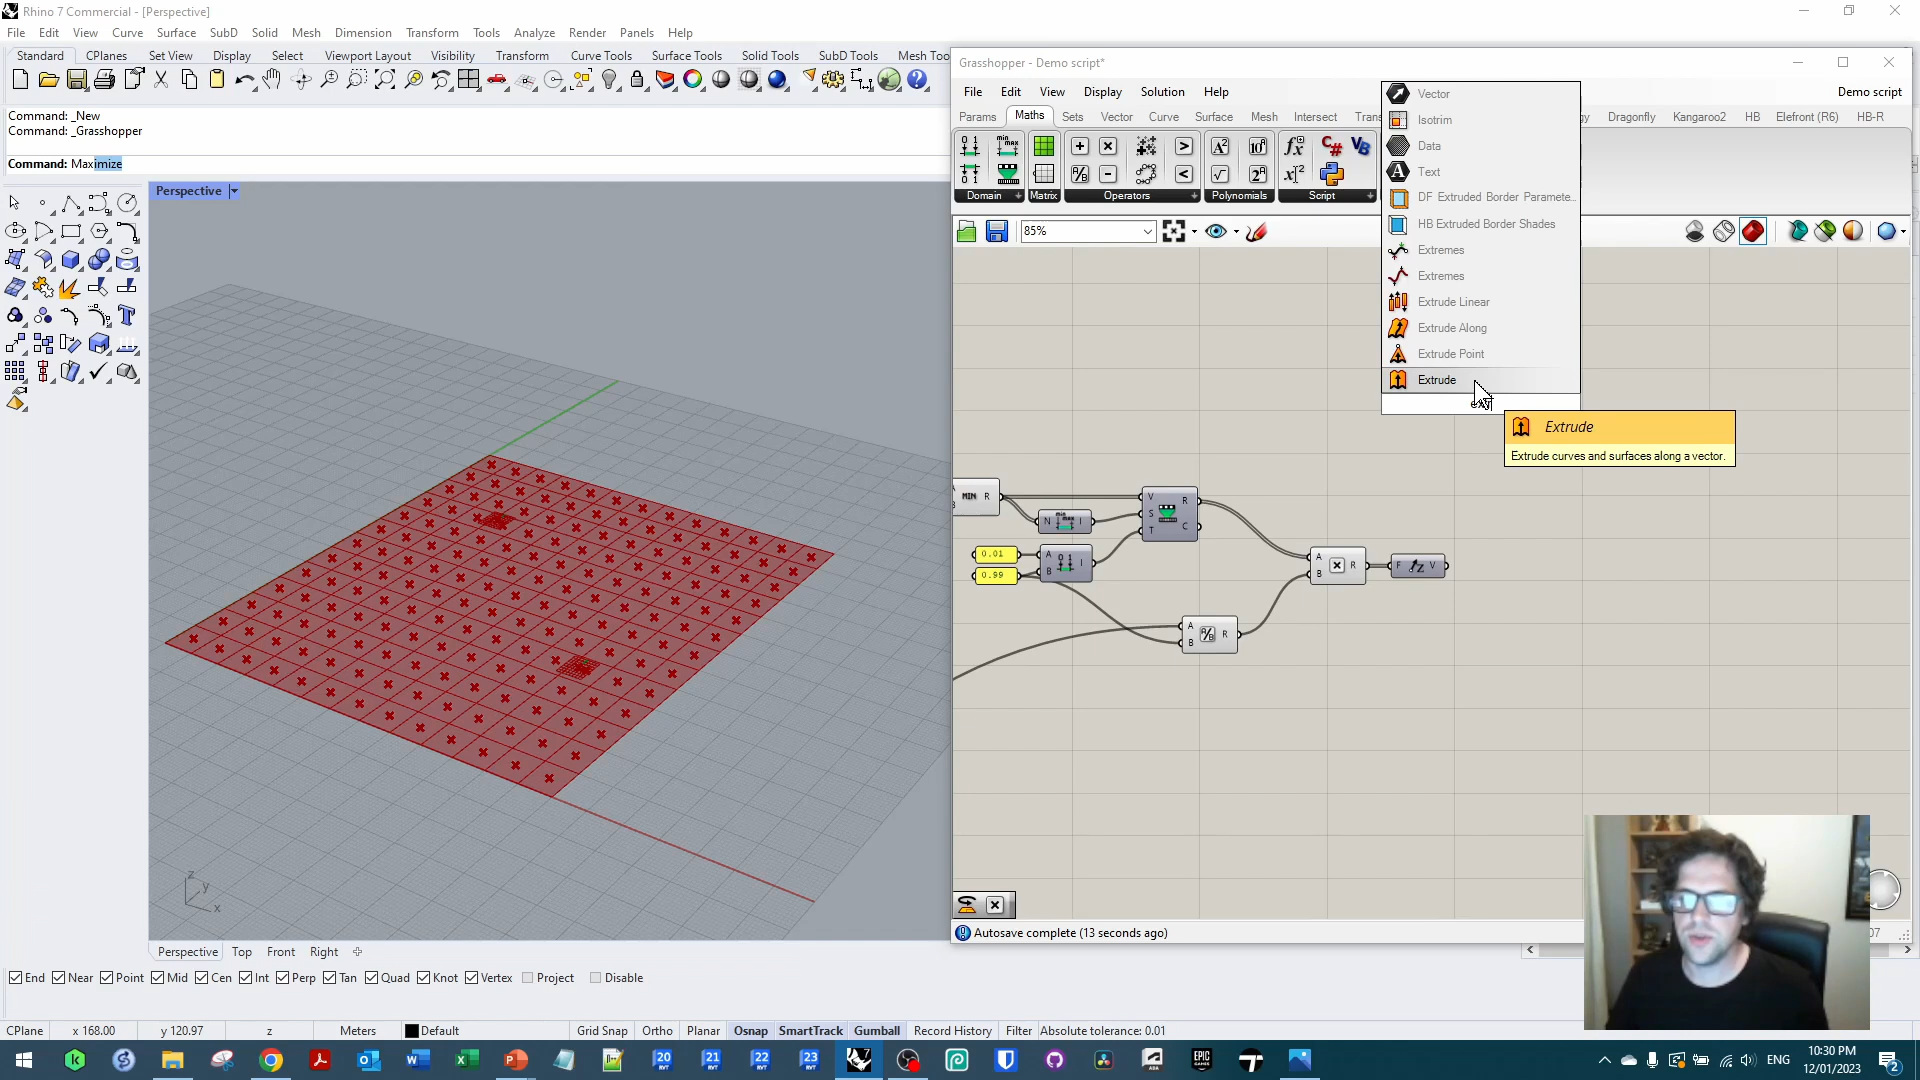 Rhino 7 Commercial - [Perspective]
File Edit View Curve Surface SubD Solid Mesh Dimension Transform Tools Analyze Render Panels Help
Standard CPlanes Set View Display Select Viewport Layout Visibility Transform Curve Tools Surface Tools Solid Tools SubD Tools Mesh Too
Command: _New
Command: _Grasshopper
Command: Maximize
Perspective
z
y
x
Perspective Top Front Right
End Near Point Mid Cen Int Perp Tan Quad Knot Vertex Project Disable
CPlane x 168.00 y 120.97 z Meters Default Grid Snap Ortho Planar Osnap SmartTrack Gumball Record History Filter Absolute tolerance: 0.01
Grasshopper - Demo script*
File Edit View Display Solution Help
Demo script
Params Maths Sets Vector Curve Surface Mesh Intersect Trans
Dragonfly Kangaroo2 HB Elefront (R6) HB-R
Domain Matrix Operators Polynomials Script
85%
Vector
Isotrim
Data
Text
DF Extruded Border Paramete...
HB Extruded Border Shades
Extremes
Extremes
Extrude Linear
Extrude Along
Extrude Point
Extrude
Extrude
Extrude curves and surfaces along a vector.
MIN R
N I
V S T R C
0.01
0.99
A B I
A B R
A B R
F Z V
Autosave complete (13 seconds ago)
ENG
10:30 PM
12/01/2023